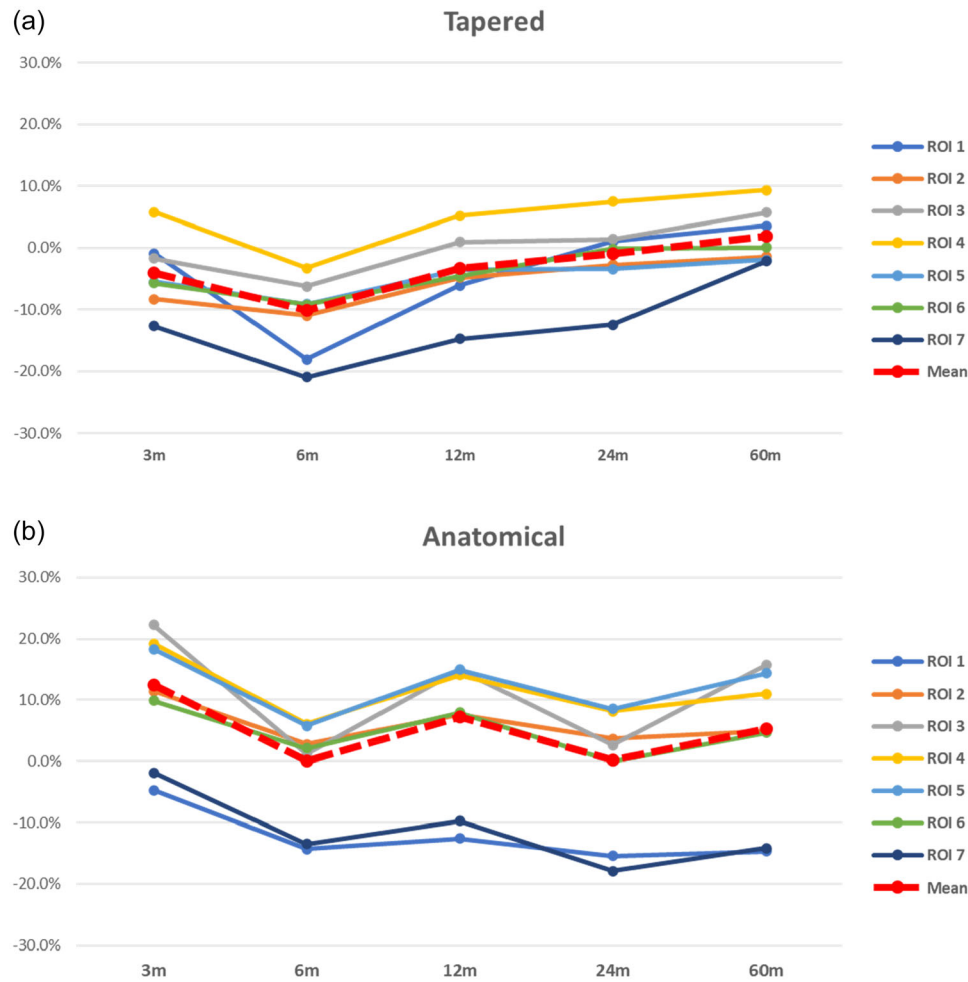 (a)
Tapered
30.0%
20.0%
10.0%
0.0%
-10.0%
-20.0%
-30.0%
3m 6m 12m 24m 60m
ROI 1
ROI 2
ROI 3
ROI 4
ROI 5
ROI 6
ROI 7
Mean
(b)
Anatomical
30.0%
20.0%
10.0%
0.0%
-10.0%
-20.0%
-30.0%
3m 6m 12m 24m 60m
ROI 1
ROI 2
ROI 3
ROI 4
ROI 5
ROI 6
ROI 7
Mean